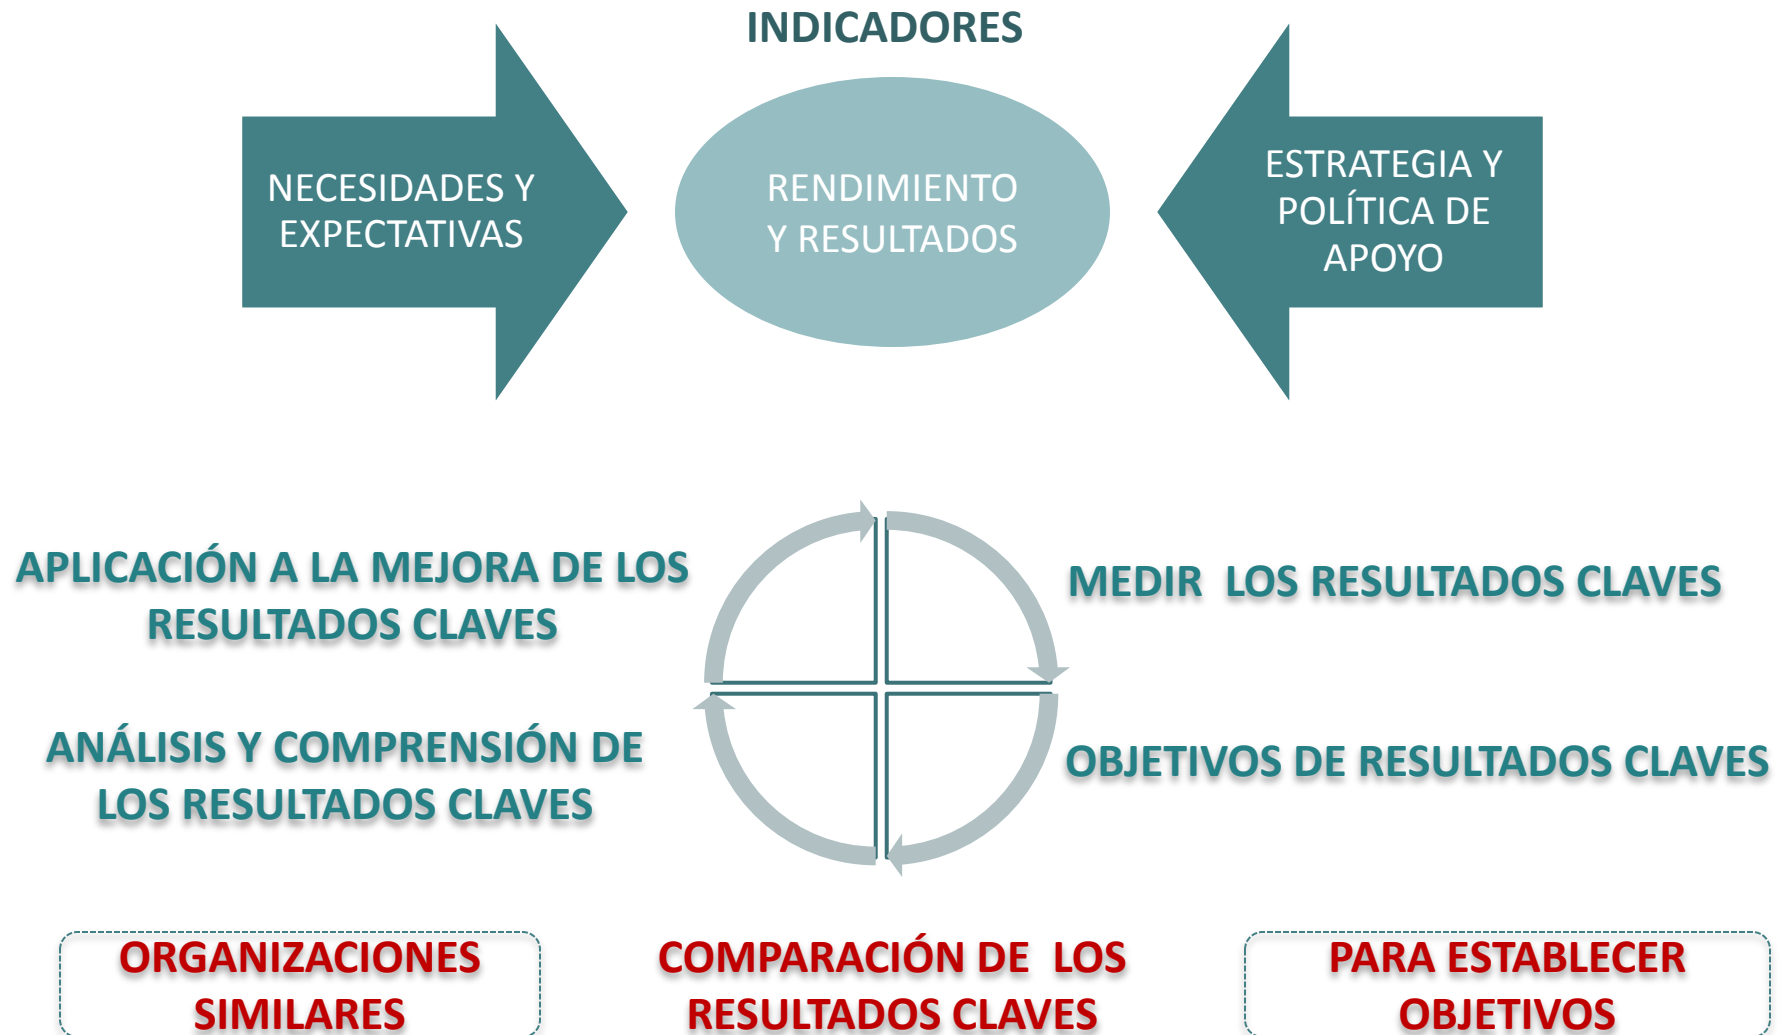 INDICADORES
NECESIDADES Y
EXPECTATIVAS
RENDIMIENTO
Y RESULTADOS
ESTRATEGIA Y
POLÍTICA DE
APOYO
APLICACIÓN A LA MEJORA DE LOS
RESULTADOS CLAVES
MEDIR LOS RESULTADOS CLAVES
ANÁLISIS Y COMPRENSIÓN DE
LOS RESULTADOS CLAVES
OBJETIVOS DE RESULTADOS CLAVES
ORGANIZACIONES
SIMILARES
COMPARACIÓN DE LOS
RESULTADOS CLAVES
PARA ESTABLECER
OBJETIVOS